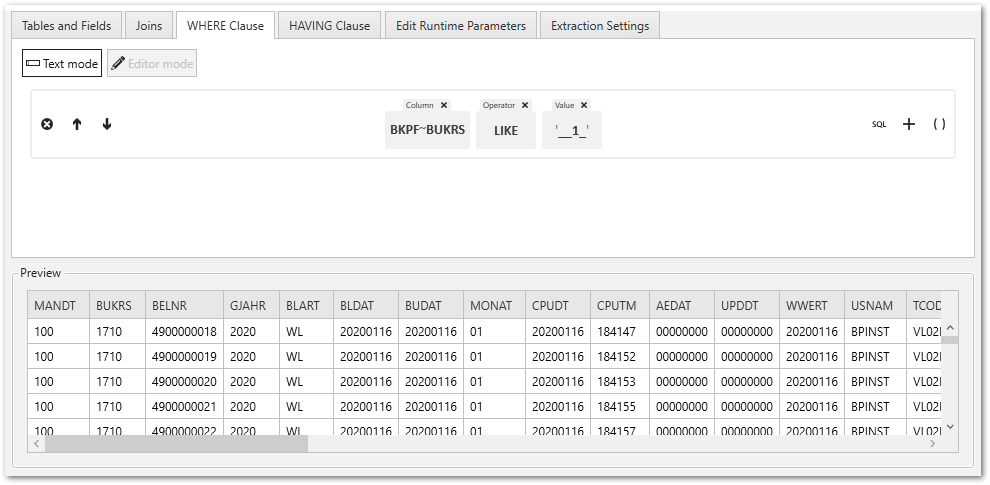 Tables and Fields Joins WHERE Clause HAVING Clause Edit Runtime Parameters Extraction Settings
Text mode Editor mode
Column Operator Value
BKPF~BUKRS LIKE '__1_' SQL ( )
Preview
MANDT BUKRS BELNR GJAHR BLART BLDAT BUDAT MONAT CPUDT CPUTM AEDAT UPDDT WWERT USNAM TCOD
100 1710 4900000018 2020 WL 20200116 20200116 01 20200116 184147 00000000 00000000 20200116 BPINST VL02
100 1710 4900000019 2020 WL 20200116 20200116 01 20200116 184152 00000000 00000000 20200116 BPINST VL02
100 1710 4900000020 2020 WL 20200116 20200116 01 20200116 184153 00000000 00000000 20200116 BPINST VL02
100 1710 4900000021 2020 WL 20200116 20200116 01 20200116 184155 00000000 00000000 20200116 BPINST VL02
100 1710 4900000022 2020 WL 20200116 20200116 01 20200116 184157 00000000 00000000 20200116 BPINST VL02